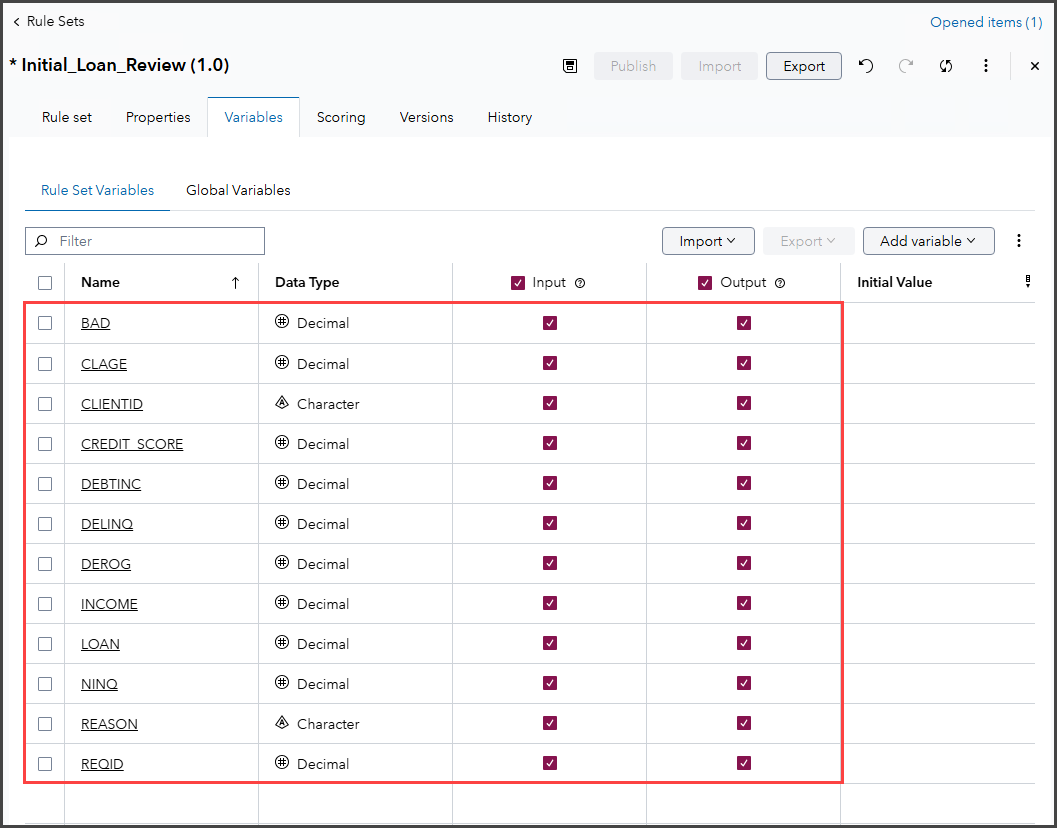 Rule Sets
Opened items (1)
* Initial_Loan_Review (1.0)
Publish Import Export
Rule set Properties Variables Scoring Versions History
Rule Set Variables Global Variables
Filter Import Export Add variable
Name Data Type Input Output Initial Value
BAD Decimal
CLAGE Decimal
CLIENTID Character
CREDIT_SCORE Decimal
DEBTINC Decimal
DELINQ Decimal
DEROG Decimal
INCOME Decimal
LOAN Decimal
NINQ Decimal
REASON Character
REQID Decimal